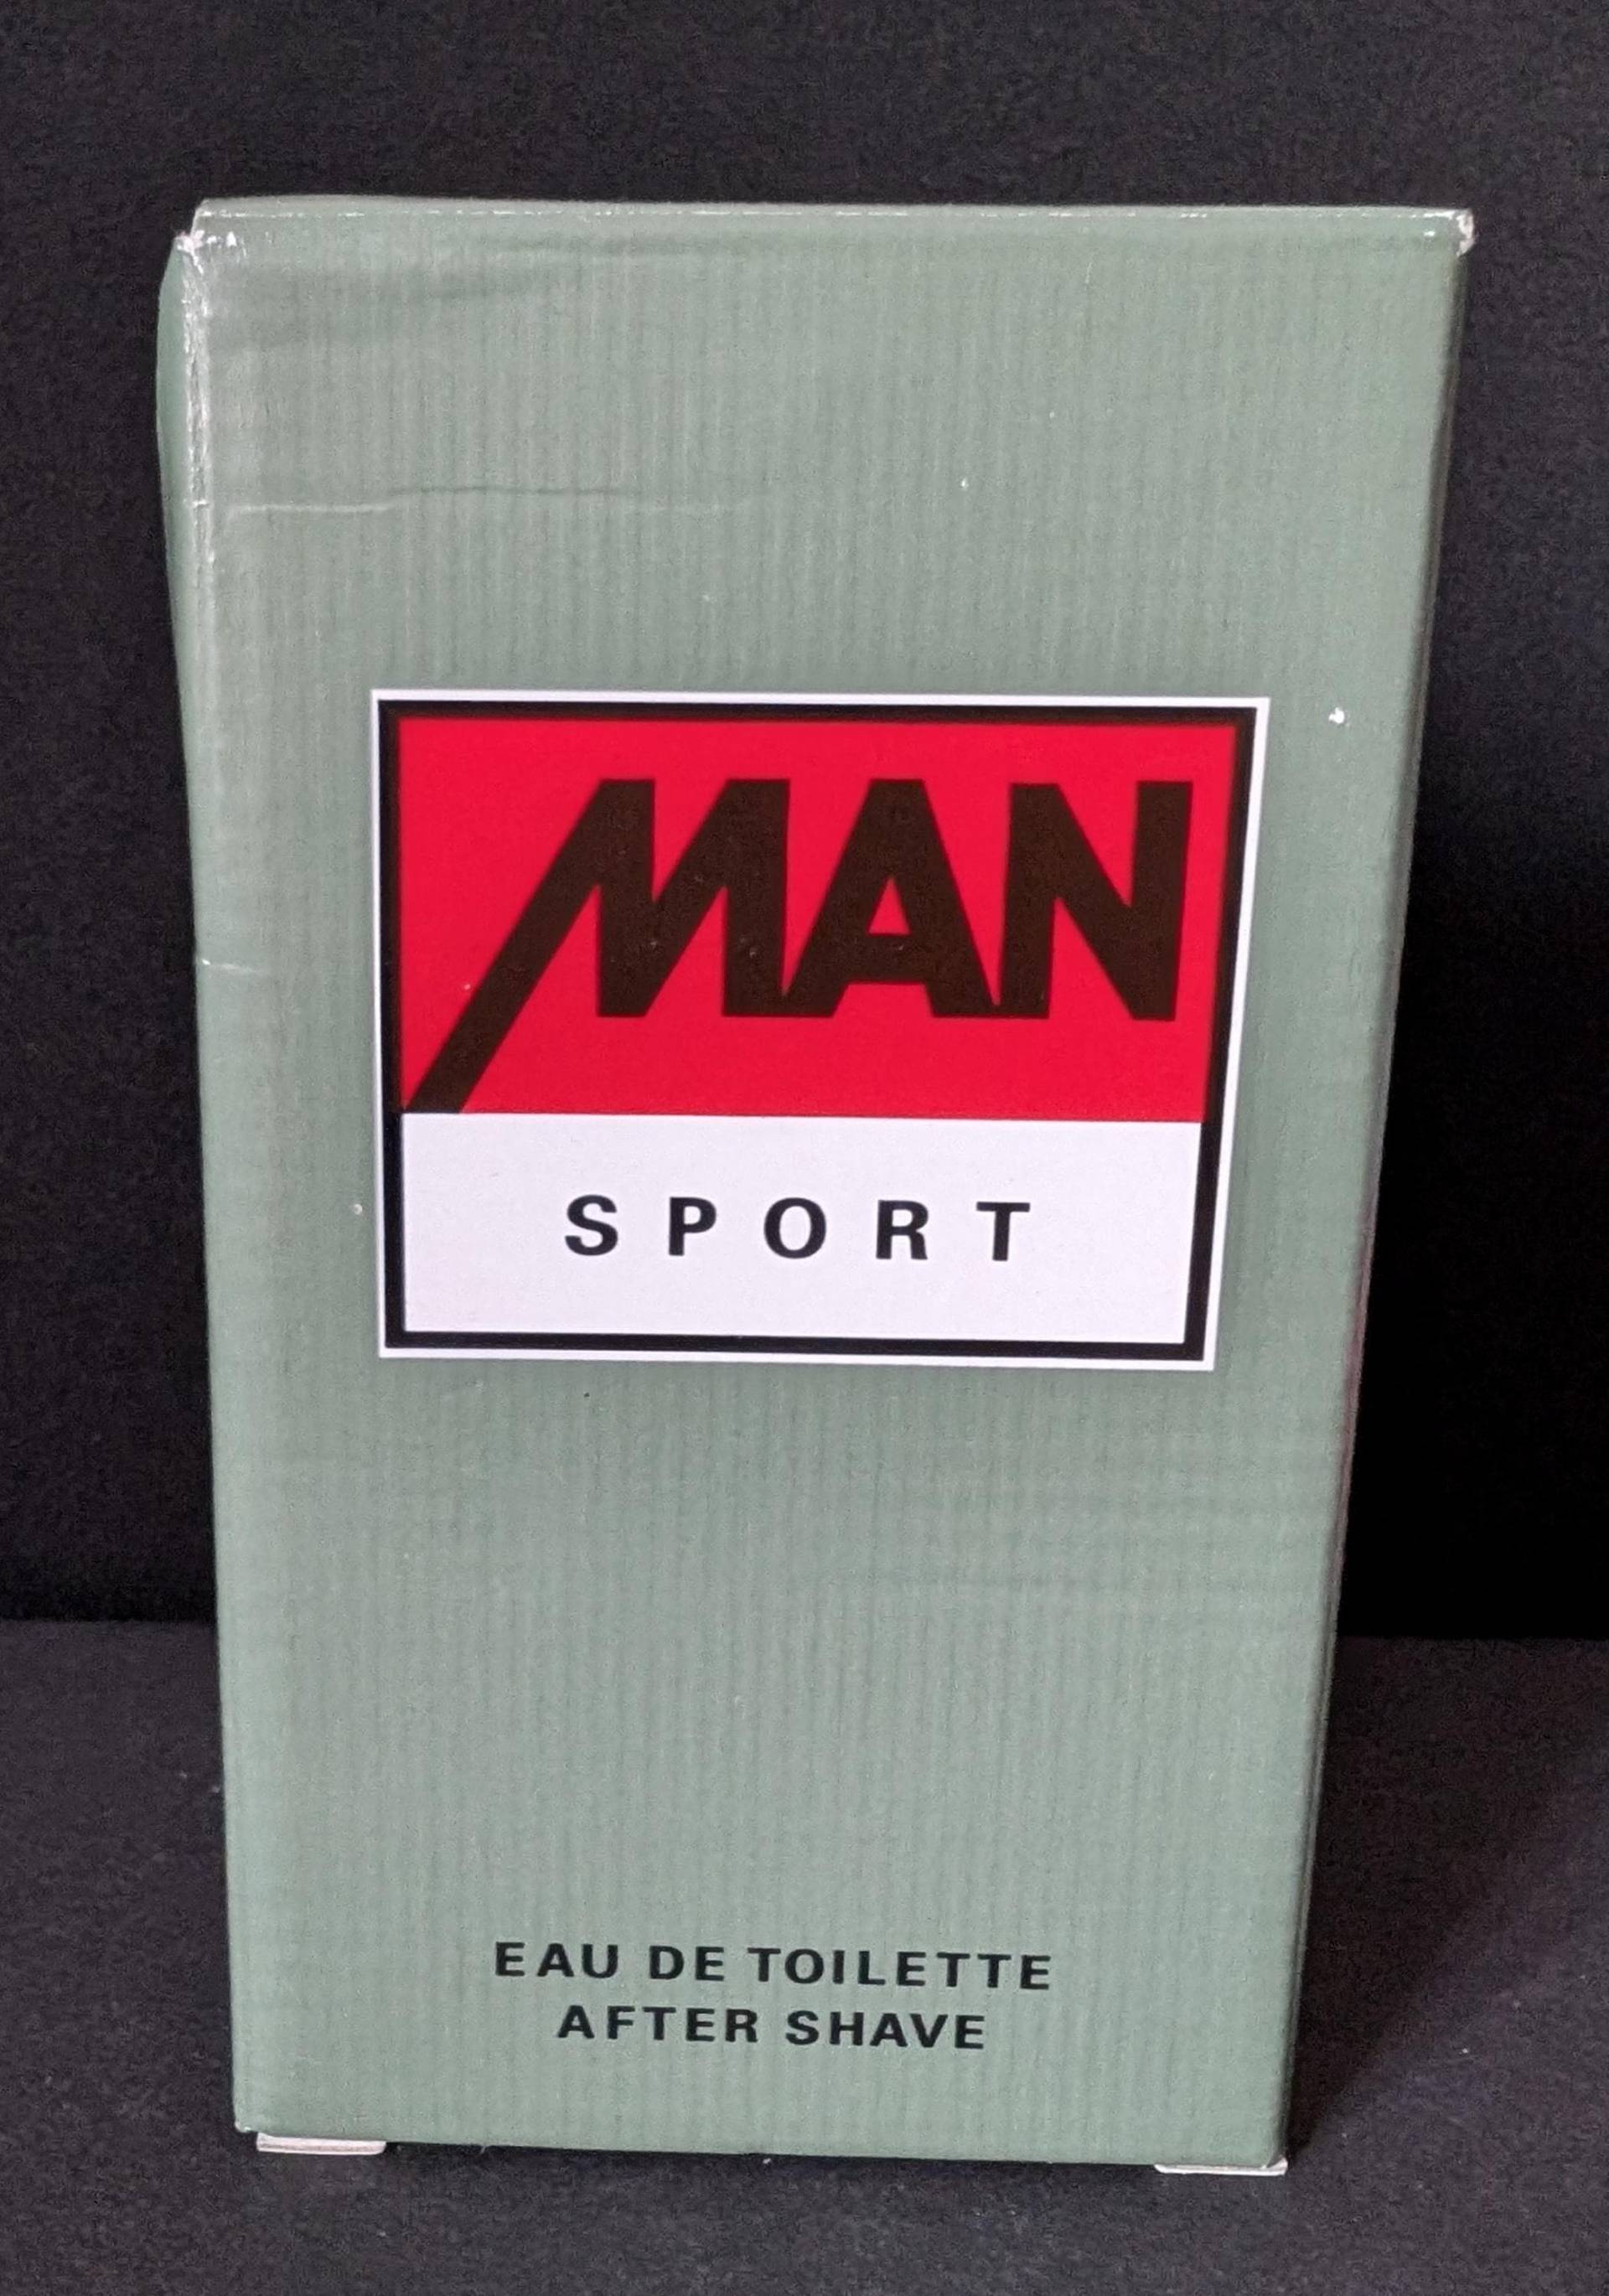 MAN
SPORT
EAU DE TOILETTE
AFTER SHAVE